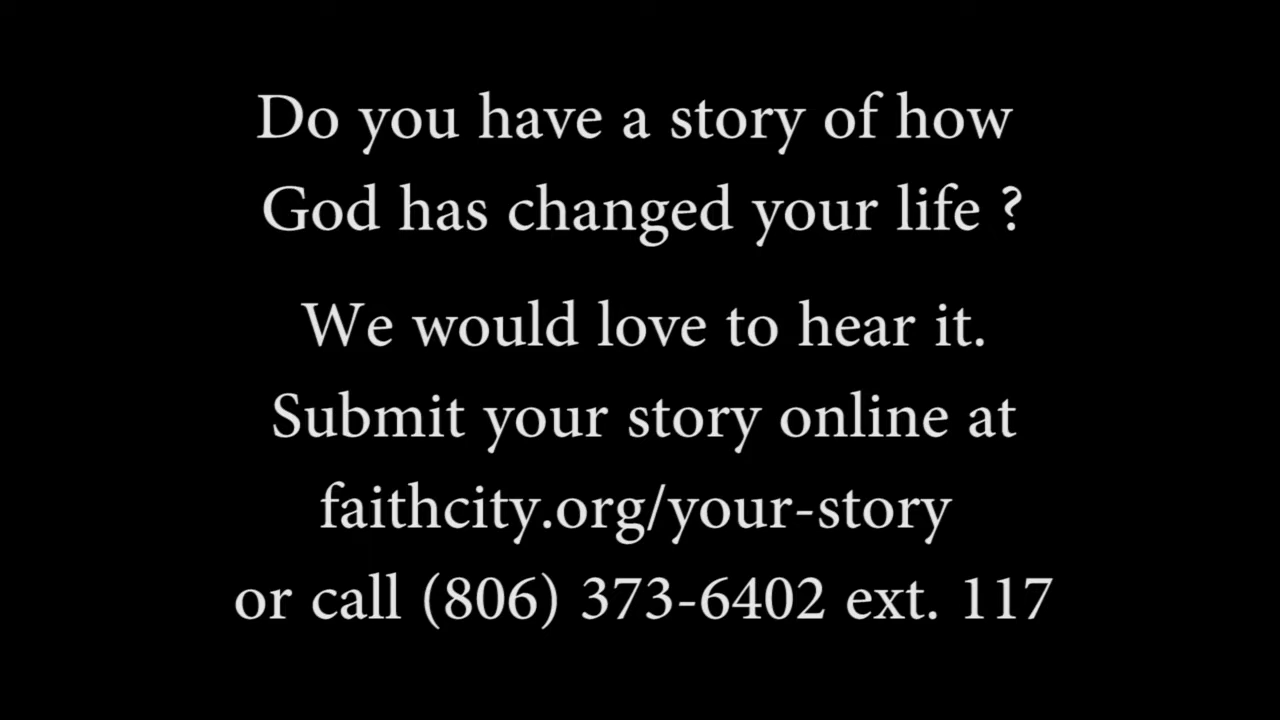 Do you have a story of how
God has changed your life ?
We would love to hear it.
Submit your story online at
faithcity.org/your-story
or call (806) 373-6402 ext. 117